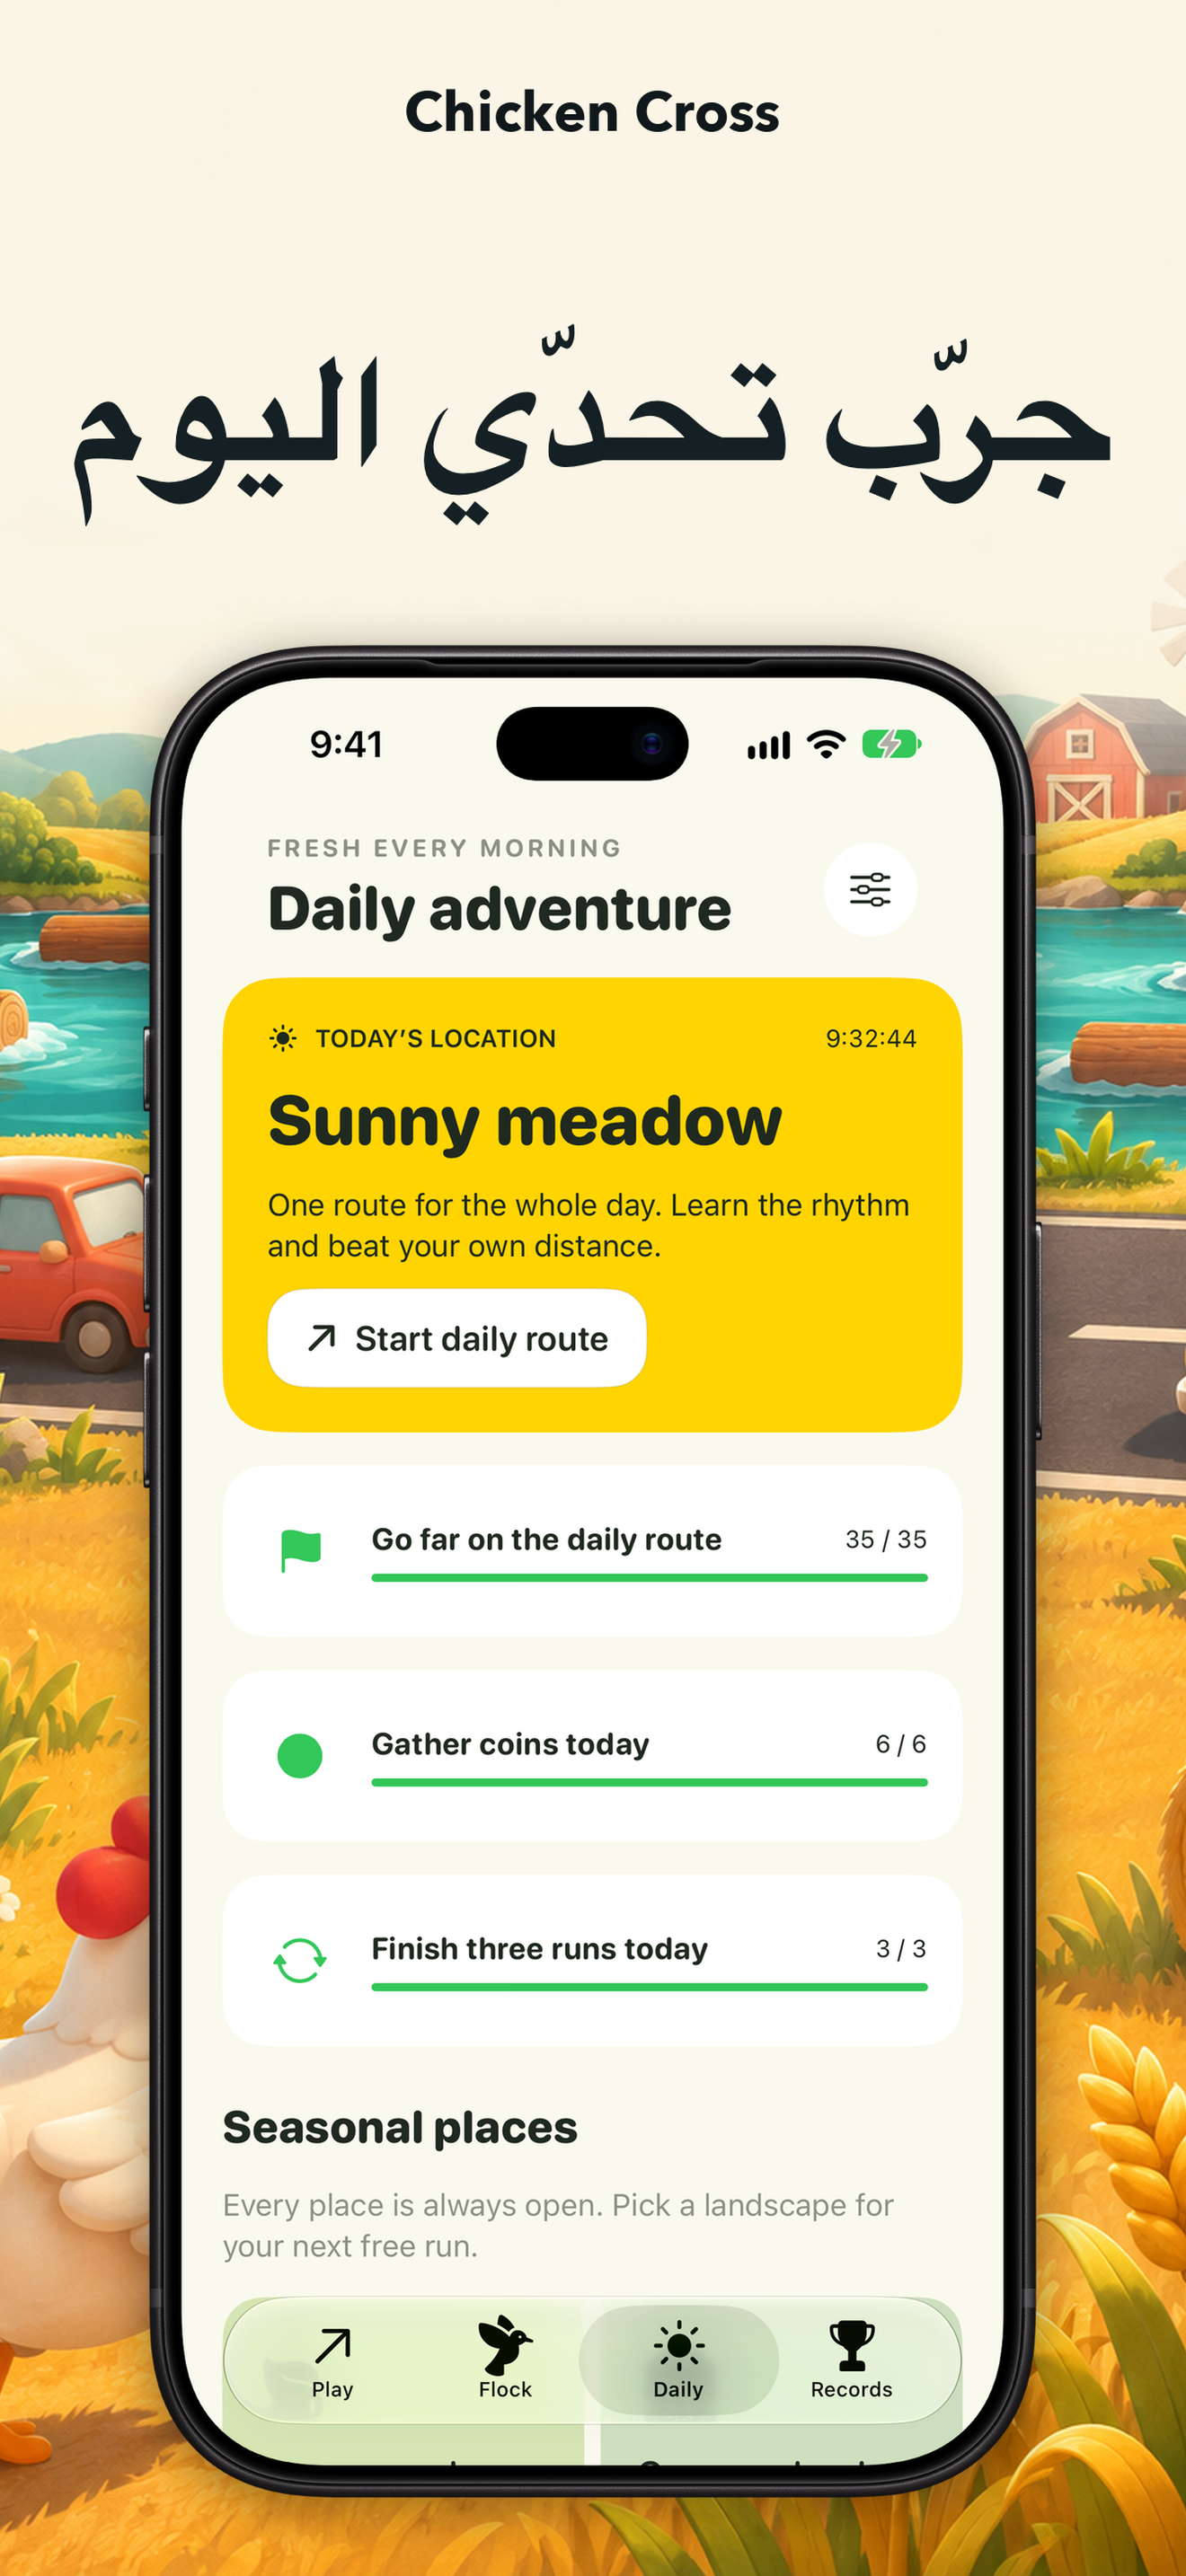 Chicken Cross
جرّب تحدّي اليوم
9:41
FRESH EVERY MORNING
Daily adventure
TODAY’S LOCATION 9:32:44
Sunny meadow
One route for the whole day. Learn the rhythm
and beat your own distance.
Start daily route
Go far on the daily route 35 / 35
Gather coins today 6 / 6
Finish three runs today 3 / 3
Seasonal places
Every place is always open. Pick a landscape for
your next free run.
Play Flock Daily Records